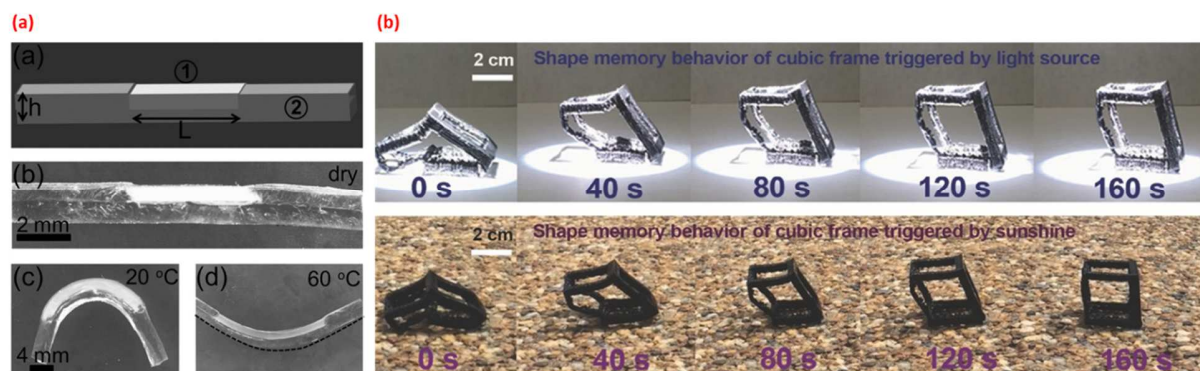 (a)
(a)
①
h
L
②
(b)
dry
2 mm
(c)
20 °C
4 mm
(d)
60 °C
(b)
2 cm
Shape memory behavior of cubic frame triggered by light source
0 s
40 s
80 s
120 s
160 s
2 cm
Shape memory behavior of cubic frame triggered by sunshine
0 s
40 s
80 s
120 s
160 s